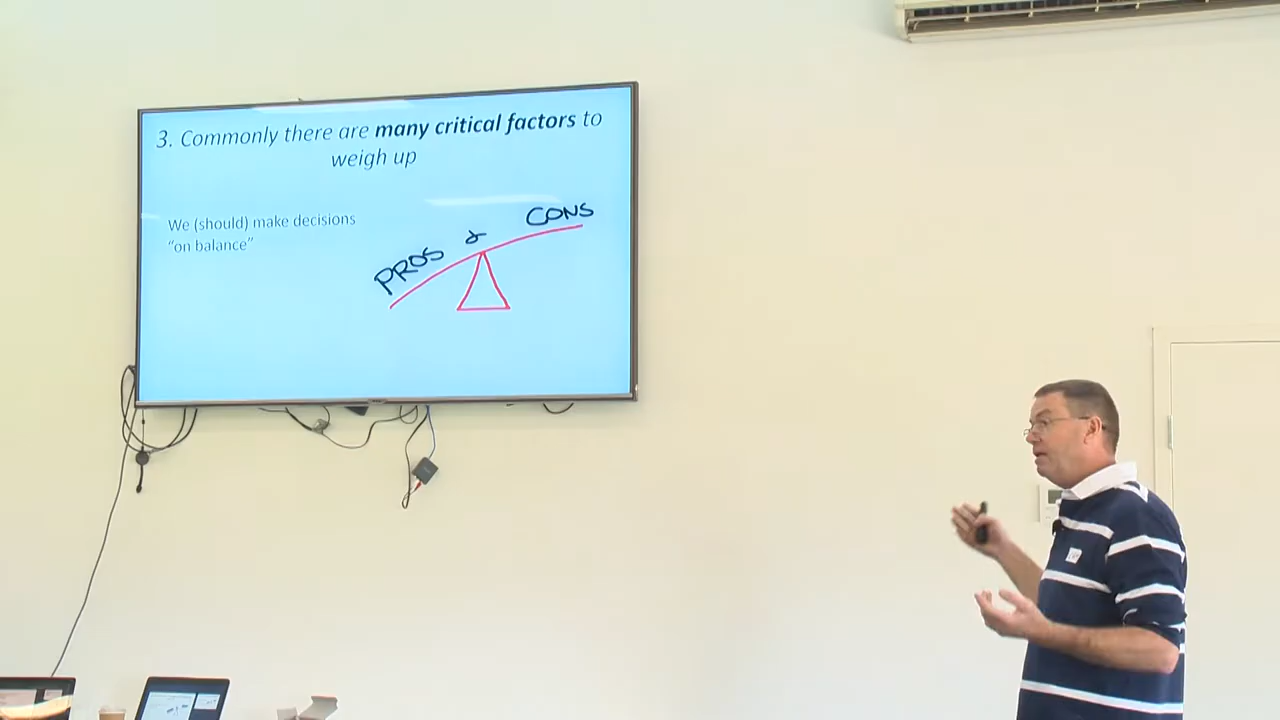 3. Commonly there are many critical factors to
weigh up
We (should) make decisions
“on balance”
PROS & CONS